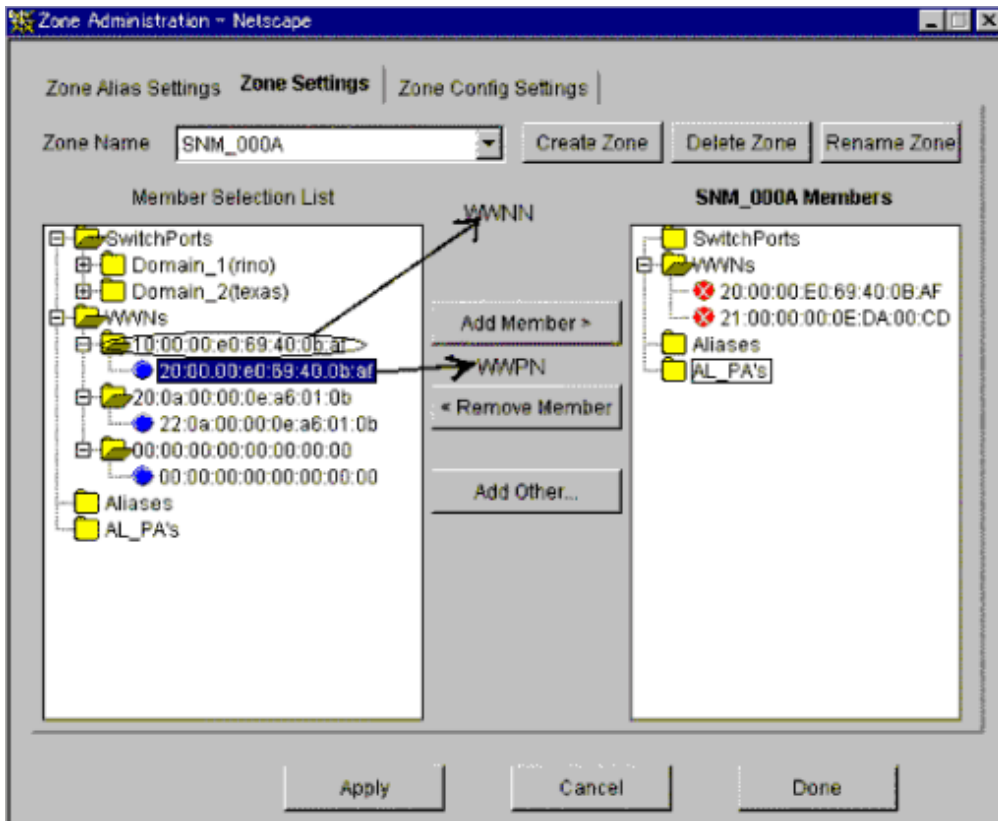 Zone Administration - Netscape
Zone Alias Settings Zone Settings Zone Config Settings
Zone Name SNM_000A Create Zone Delete Zone Rename Zone
Member Selection List
SwitchPorts
Domain_1(rino)
Domain_2(texas)
WWNs
10:00:00:e0:69:40:0b:af
20:00:00:e0:69:40:0b:af
20:0a:00:00:0e:a6:01:0b
22:0a:00:00:0e:a6:01:0b
00:00:00:00:00:00:00:00
00:00:00:00:00:00:00:00
Aliases
AL_PA's
WWNN
Add Member >
WWPN
< Remove Member
Add Other...
SNM_000A Members
SwitchPorts
WWNs
20:00:00:E0:69:40:0B:AF
21:00:00:00:0E:DA:00:CD
Aliases
AL_PA's
Apply Cancel Done